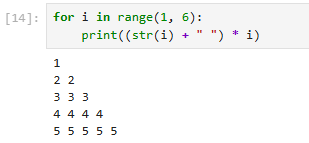 [14]: for i in range(1, 6):
    print((str(i) + " ") * i)
1
2 2
3 3 3
4 4 4 4
5 5 5 5 5